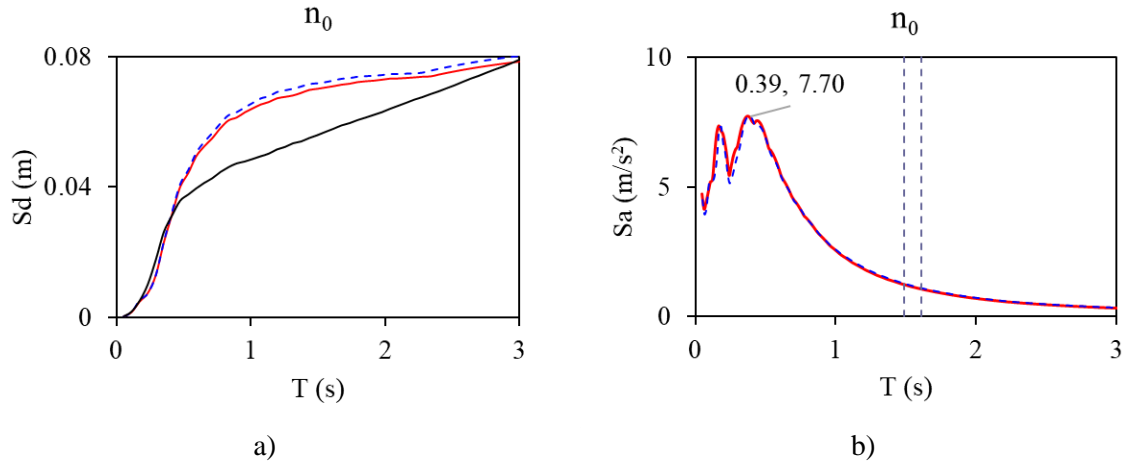 n₀
0.08
0.04
0
Sd (m)
0 1 2 3
T (s)
a)
n₀
10
5
0
Sa (m/s²)
0.39, 7.70
0 1 2 3
T (s)
b)